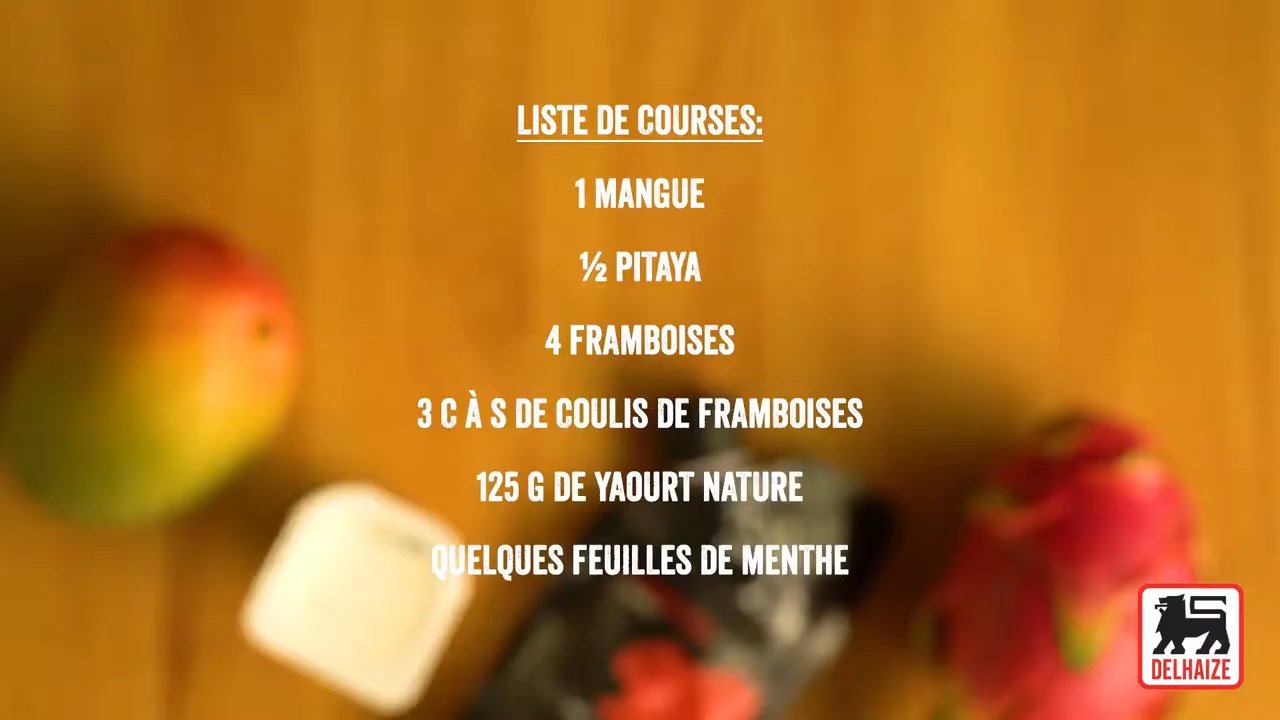 LISTE DE COURSES:
1 MANGUE
½ PITAYA
4 FRAMBOISES
3 C À S DE COULIS DE FRAMBOISES
125 G DE YAOURT NATURE
QUELQUES FEUILLES DE MENTHE
DELHAIZE